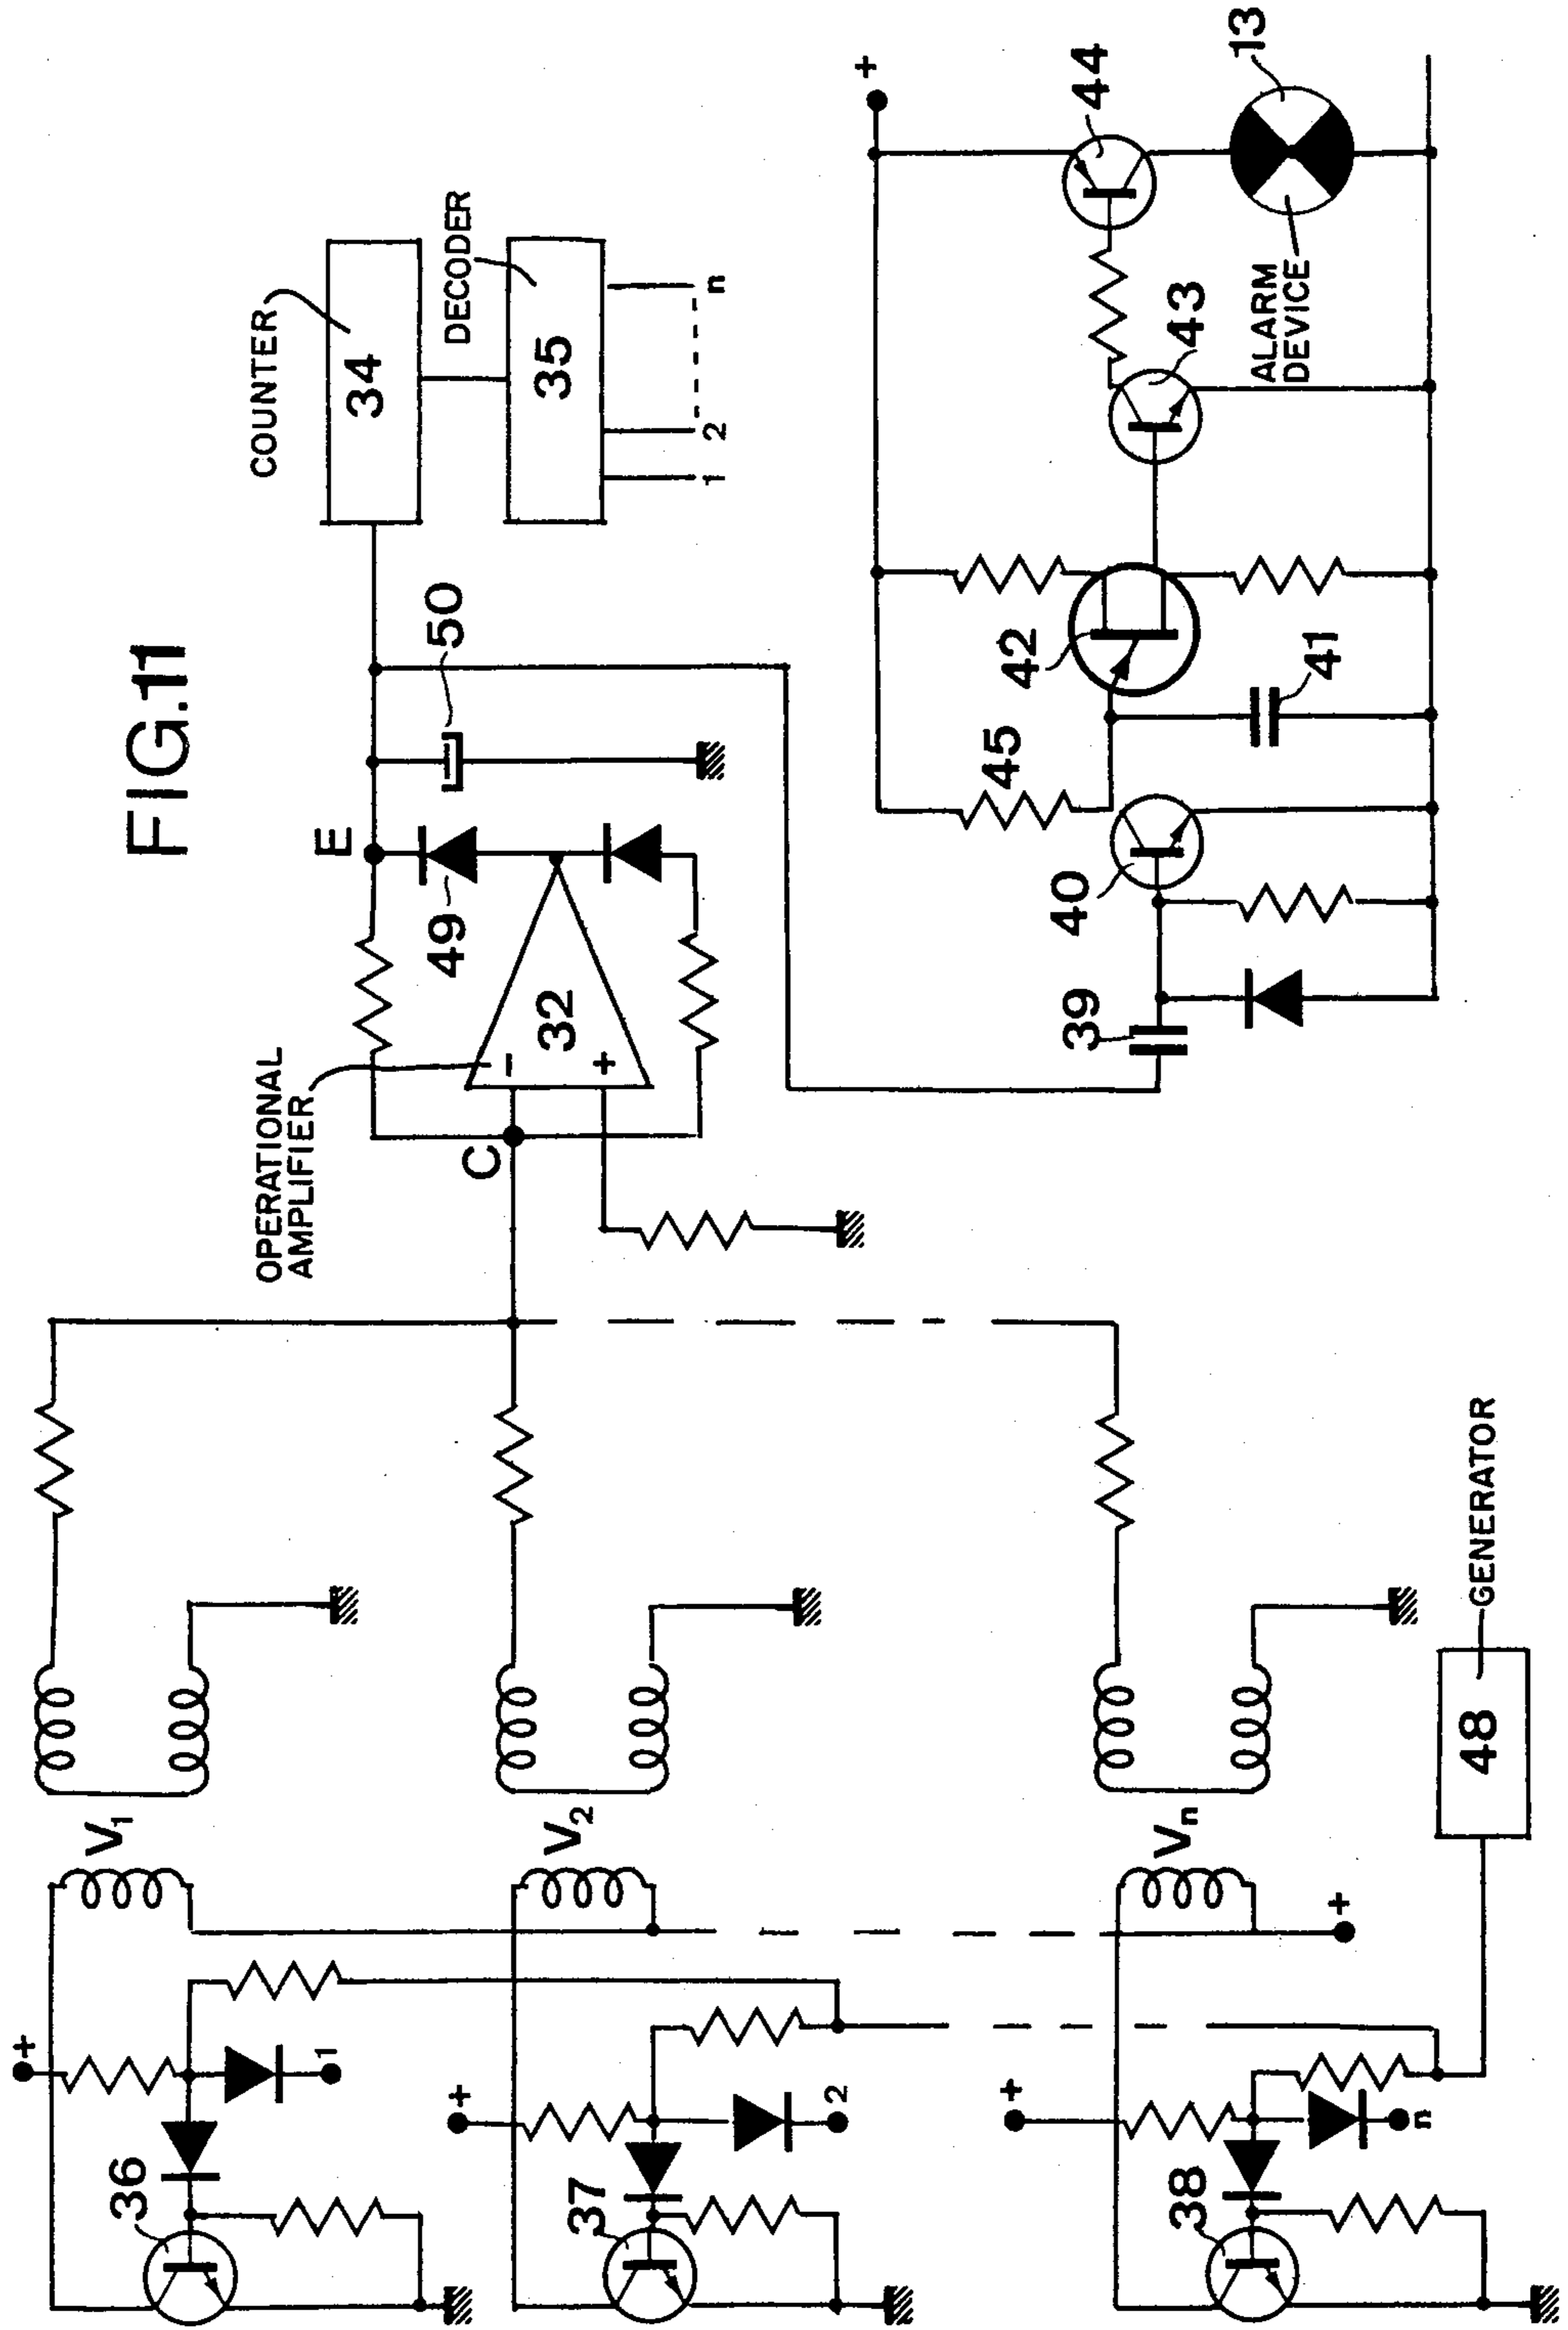 FIG.11
V1
V2
Vn
+
1
36
+
2
37
+
n
38
+
48
GENERATOR
OPERATIONAL
AMPLIFIER
C
-
+
32
49
E
50
COUNTER
34
DECODER
35
1
2
n
39
40
45
41
42
43
44
+
ALARM
DEVICE
13